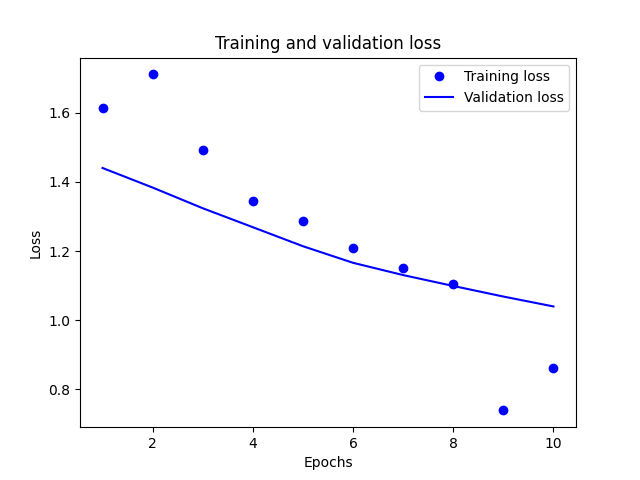 Training and validation loss
Training loss
Validation loss
1.6
1.4
1.2
1.0
0.8
Loss
2 4 6 8 10
Epochs